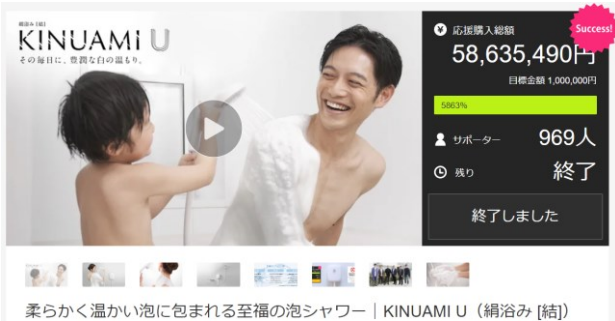 絹浴み [結]
KINUAMI U
その毎日に、豊潤な白の温もり。
Success!
応援購入総額
58,635,490円
目標金額 1,000,000円
5863%
サポーター 969人
残り 終了
終了しました
柔らかく温かい泡に包まれる至福の泡シャワー｜KINUAMI U（絹浴み [結]）